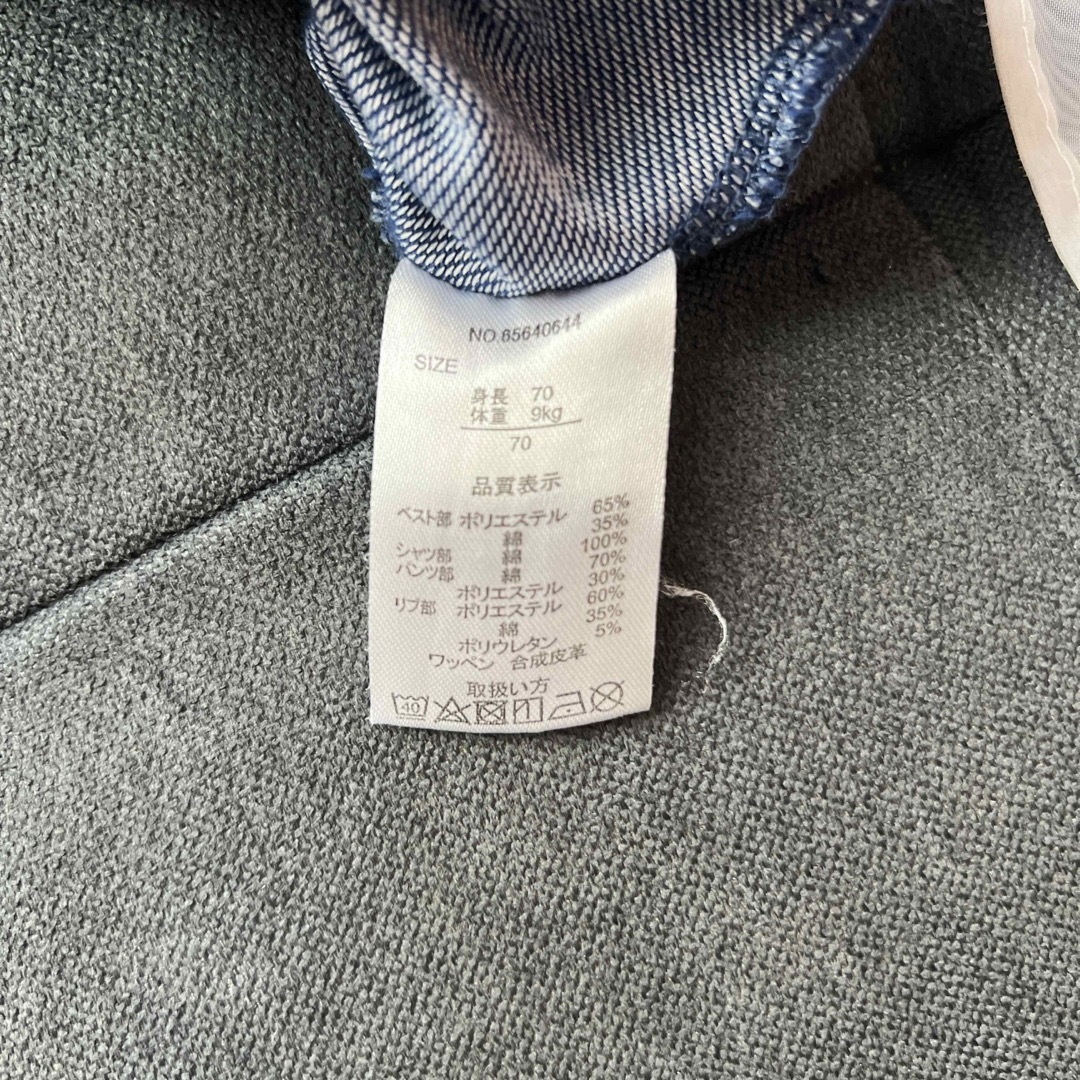 NO.65640644
SIZE
身長 70
体重 9kg
70
品質表示
ベスト部 ポリエステル 65%
綿 35%
シャツ部 綿 100%
パンツ部 綿 70%
ポリエステル 30%
リブ部 ポリエステル 60%
綿 35%
ポリウレタン 5%
ワッペン 合成皮革
取扱い方
40